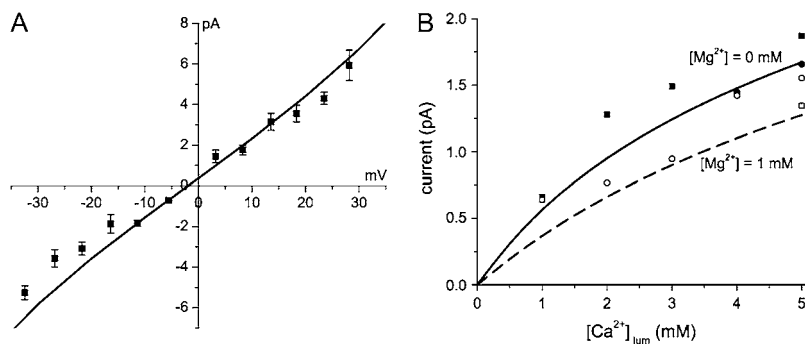 A
pA
8
6
4
2
mV
-30 -20 -10 0 10 20 30
-2
-4
-6
B
current (pA)
2.0
1.5
1.0
0.5
0.0
[Mg²⁺] = 0 mM
[Mg²⁺] = 1 mM
0 1 2 3 4 5
[Ca²⁺]lum (mM)